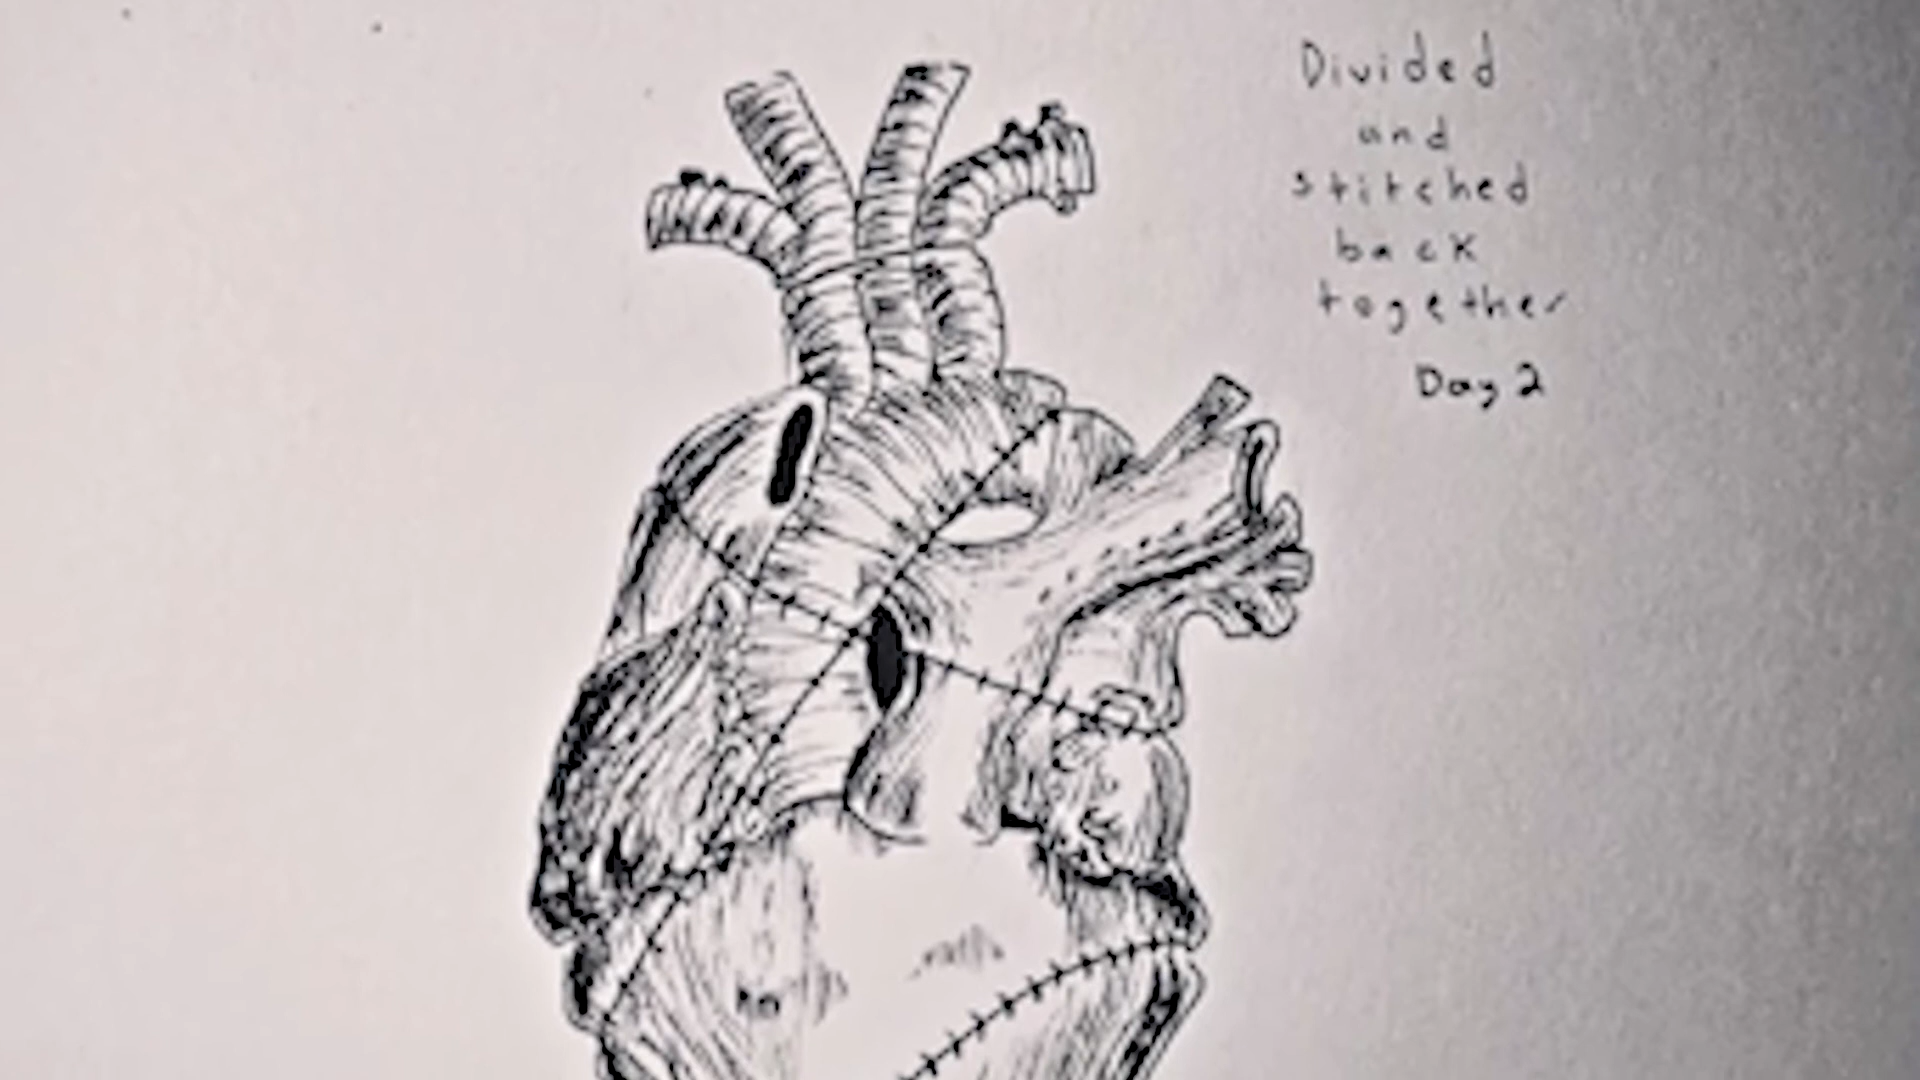 Divided
and
stitched
back
together
Day 2